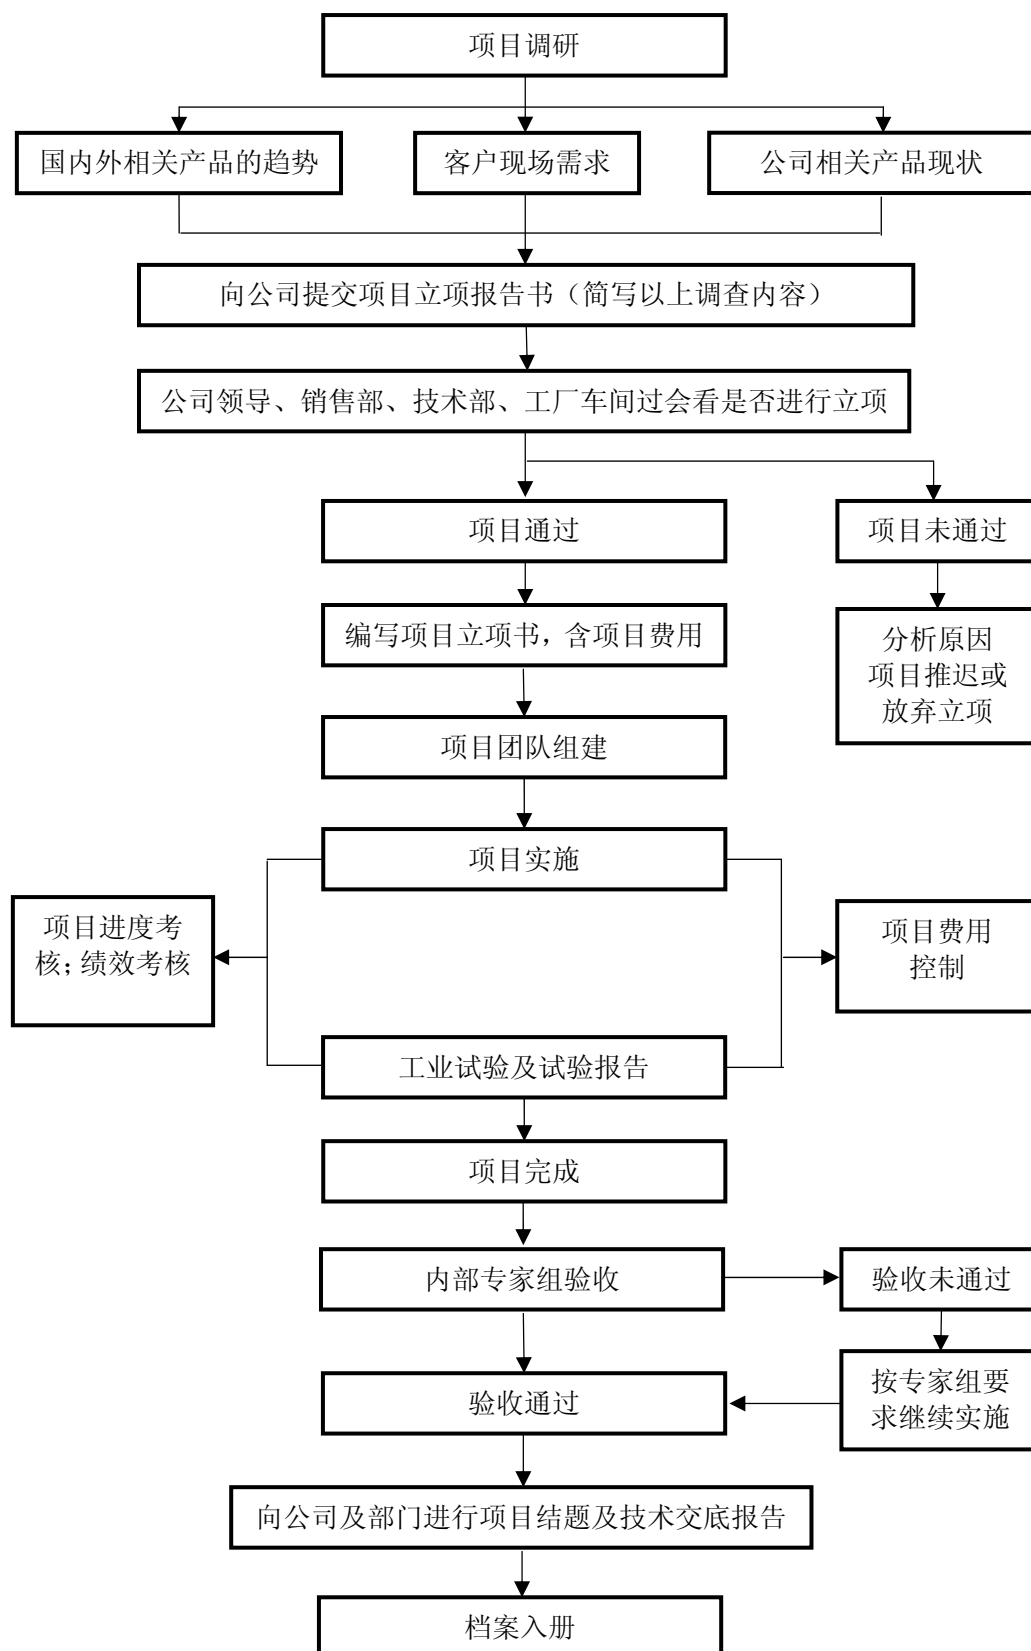 项目调研
国内外相关产品的趋势
客户现场需求
公司相关产品现状
向公司提交项目立项报告书（简写以上调查内容）
公司领导、销售部、技术部、工厂车间过会看是否进行立项
项目通过
项目未通过
编写项目立项书，含项目费用
分析原因
项目推迟或
放弃立项
项目团队组建
项目实施
项目进度考
核；绩效考核
项目费用
控制
工业试验及试验报告
项目完成
内部专家组验收
验收未通过
验收通过
按专家组要
求继续实施
向公司及部门进行项目结题及技术交底报告
档案入册